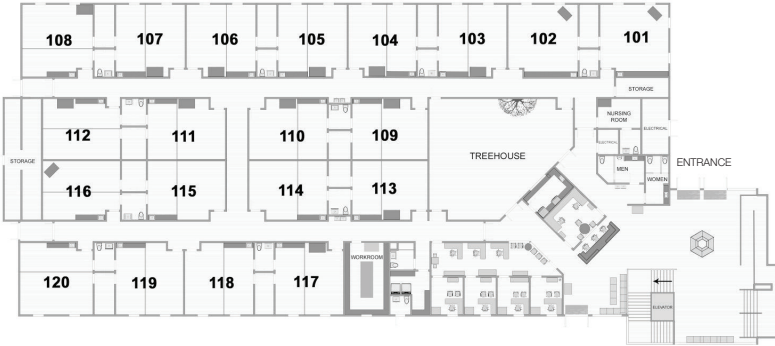 108
107
106
105
104
103
102
101
STORAGE
112
111
110
109
NURSING
ROOM
ELECTRICAL
ELECTRICAL
STORAGE
TREEHOUSE
ENTRANCE
MEN
WOMEN
116
115
114
113
WORKROOM
120
119
118
117
ELEVATOR